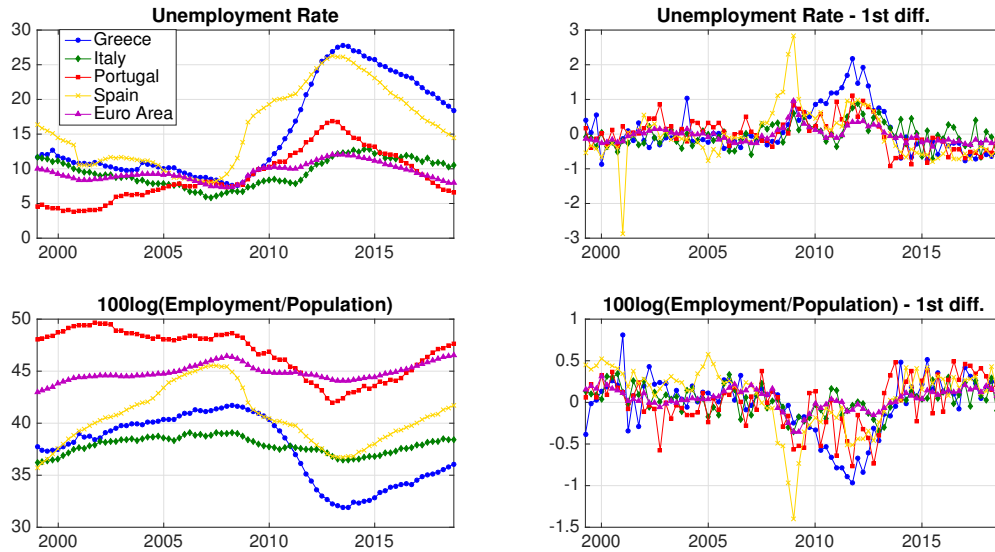 Unemployment Rate
30
25
20
15
10
5
0
Greece
Italy
Portugal
Spain
Euro Area
2000 2005 2010 2015
Unemployment Rate - 1st diff.
3
2
1
0
-1
-2
-3
2000 2005 2010 2015
100log(Employment/Population)
50
45
40
35
30
2000 2005 2010 2015
100log(Employment/Population) - 1st diff.
1
0.5
0
-0.5
-1
-1.5
2000 2005 2010 2015